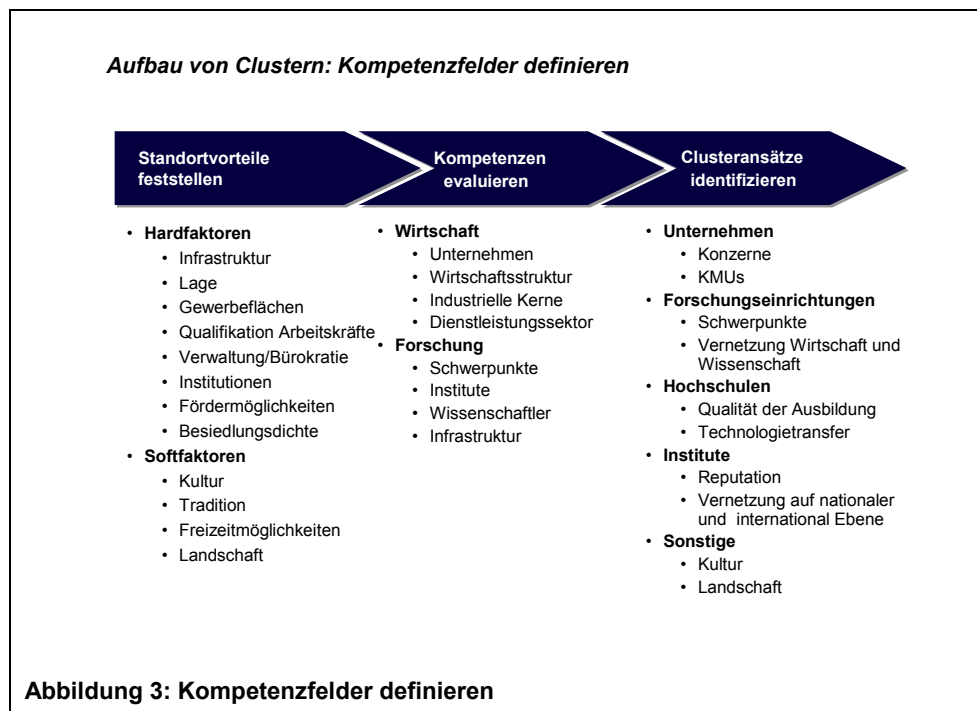 Aufbau von Clustern: Kompetenzfelder definieren
Standortvorteile
feststellen
• Hardfaktoren
• Infrastruktur
• Lage
• Gewerbeflächen
• Qualifikation Arbeitskräfte
• Verwaltung/Bürokratie
• Institutionen
• Fördermöglichkeiten
• Besiedlungsdichte
• Softfaktoren
• Kultur
• Tradition
• Freizeitmöglichkeiten
• Landschaft
Kompetenzen
evaluieren
• Wirtschaft
• Unternehmen
• Wirtschaftsstruktur
• Industrielle Kerne
• Dienstleistungssektor
• Forschung
• Schwerpunkte
• Institute
• Wissenschaftler
• Infrastruktur
Clusteransätze
identifizieren
• Unternehmen
• Konzerne
• KMUs
• Forschungseinrichtungen
• Schwerpunkte
• Vernetzung Wirtschaft und
Wissenschaft
• Hochschulen
• Qualität der Ausbildung
• Technologietransfer
• Institute
• Reputation
• Vernetzung auf nationaler
und international Ebene
• Sonstige
• Kultur
• Landschaft
Abbildung 3: Kompetenzfelder definieren